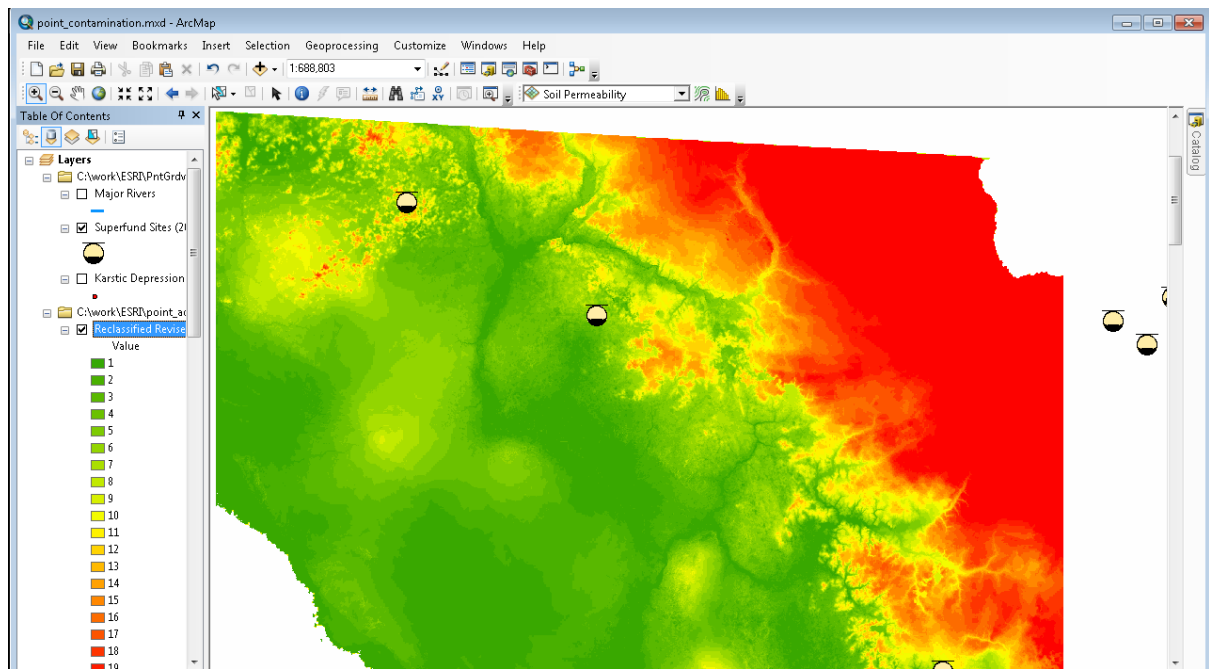 point_contamination.mxd - ArcMap
File Edit View Bookmarks Insert Selection Geoprocessing Customize Windows Help
1:688,803
Soil Permeability
Table Of Contents
Layers
C:\work\ESRI\PntGrdv
Major Rivers
Superfund Sites (20
Karstic Depression
C:\work\ESRI\point_ac
Reclassified Revise
Value
1
2
3
4
5
6
7
8
9
10
11
12
13
14
15
16
17
18
19
Catalog